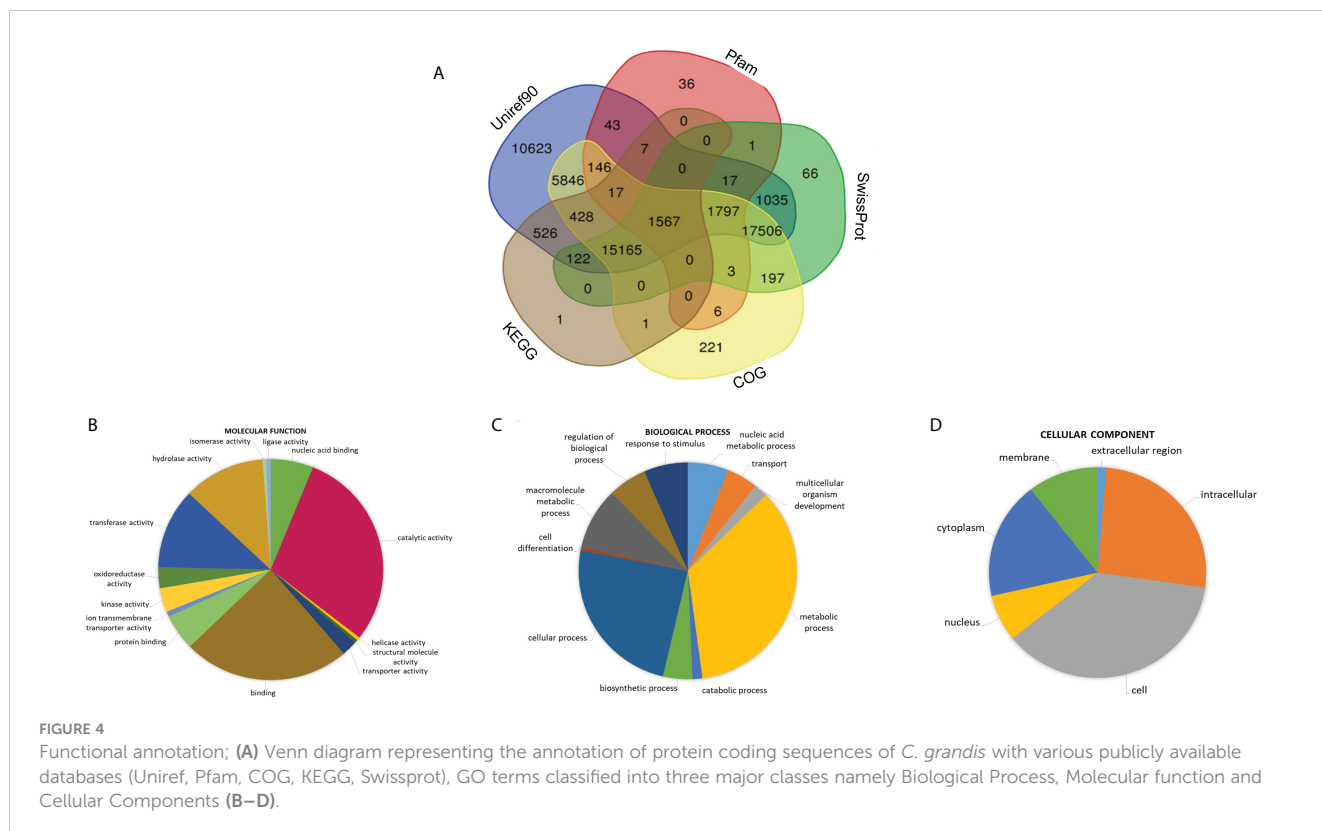 A
Pfam
Uniref90
SwissProt
KEGG
COG
36
43
0
10623
7
0
1
0
146
17
66
5846
17
1035
428
1567
1797
17506
526
15165
122
0
3
197
0
0
0
6
1
1
221
B
MOLECULAR FUNCTION
isomerase activity
ligase activity
nucleic acid binding
hydrolase activity
transferase activity
catalytic activity
oxidoreductase
activity
kinase activity
ion transmembrane
transporter activity
protein binding
helicase activity
structural molecule
activity
transporter activity
binding
C
BIOLOGICAL PROCESS
regulation of
biological
process
response to stimulus
nucleic acid
metabolic process
transport
multicellular
organism
development
macromolecule
metabolic
process
cell
differentiation
metabolic
process
cellular process
biosynthetic process
catabolic process
D
CELLULAR COMPONENT
extracellular region
membrane
intracellular
cytoplasm
nucleus
cell
FIGURE 4
Functional annotation; (A) Venn diagram representing the annotation of protein coding sequences of C. grandis with various publicly available
databases (Uniref, Pfam, COG, KEGG, Swissprot), GO terms classified into three major classes namely Biological Process, Molecular function and
Cellular Components (B–D).